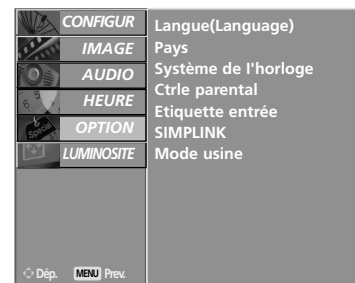 CONFIGUR
IMAGE
AUDIO
HEURE
OPTION
LUMINOSITE
Langue(Language)
Pays
Système de l'horloge
Ctrle parental
Etiquette entrée
SIMPLINK
Mode usine
Dép. MENU Prev.